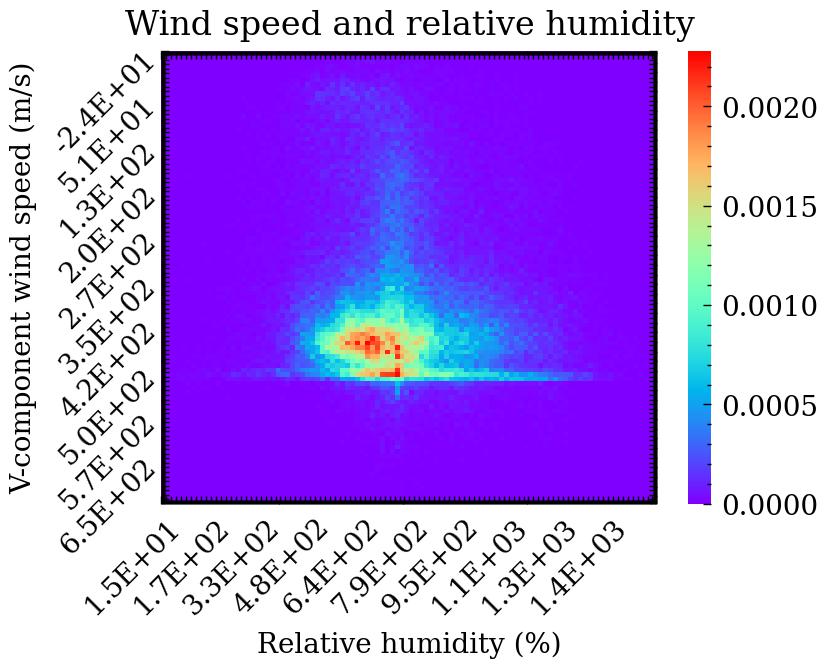 Wind speed and relative humidity
V-component wind speed (m/s)
-2.4E+01
5.1E+01
1.3E+02
2.0E+02
2.7E+02
3.5E+02
4.2E+02
5.0E+02
5.7E+02
6.5E+02
1.5E+01
1.7E+02
3.3E+02
4.8E+02
6.4E+02
7.9E+02
9.5E+02
1.1E+03
1.3E+03
1.4E+03
Relative humidity (%)
0.0020
0.0015
0.0010
0.0005
0.0000